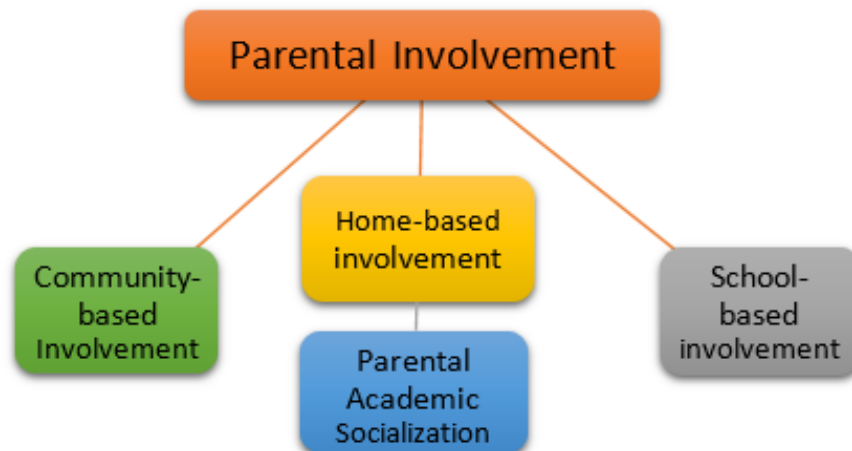 Parental Involvement
Home-based
involvement
Community-
based
Involvement
School-
based
involvement
Parental
Academic
Socialization